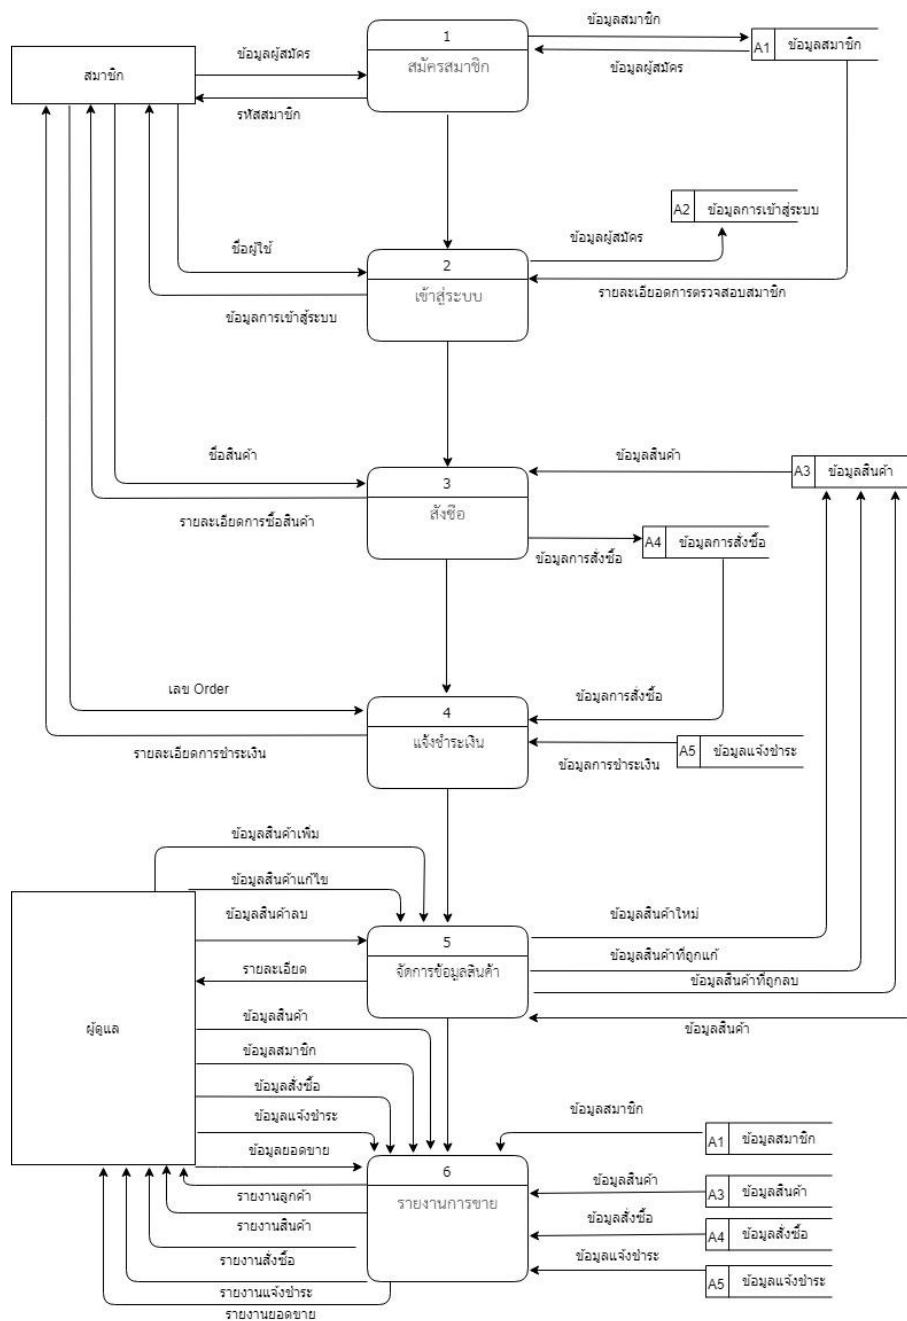 1
ข้อมูลสมาชิก
A1 ข้อมูลสมาชิก
ข้อมูลผู้สมัคร
สมาชิก
สมัครสมาชิก
ข้อมูลผู้สมัคร
รหัสสมาชิก
A2 ข้อมูลการเข้าสู่ระบบ
ข้อมูลผู้สมัคร
ชื่อผู้ใช้
2
เข้าสู่ระบบ
รายละเอียอดการตรวจสอบสมาชิก
ข้อมูลการเข้าสู้ระบบ
ชื่อสินค้า
ข้อมูลสินค้า
A3 ข้อมูลสินค้า
3
สั่งซือ
รายละเอียดการซื้อสินค้า
ข้อมูลการสั่งซื้อ
A4 ข้อมูลการสั่งซื้อ
เลข Order
ข้อมูลการสั่งซื้อ
4
แจ้งชำระเงิน
รายละเอียดการชำระเงิน
ข้อมูลการชำระเงิน
A5 ข้อมูลแจ้งชำระ
ข้อมูลสินค้าเพิ่ม
ข้อมูลสินค้าแก้ไข
ข้อมูลสินค้าลบ
ข้อมูลสินค้าใหม่
5
จัดการข้อมูลสินค้า
ข้อมูลสินค้าที่ถูกแก้
รายละเอียด
ข้อมูลสินค้าที่ถูกลบ
ข้อมูลสินค้า
ผู้ดูแล
ข้อมูลสินค้า
ข้อมูลสมาชิก
ข้อมูลสั่งซื้อ
ข้อมูลแจ้งชำระ
ข้อมูลยอดขาย
ข้อมูลสมาชิก
A1 ข้อมูลสมาชิก
6
รายงานการขาย
ข้อมูลสินค้า
A3 ข้อมูลสินค้า
รายงานลูกค้า
ข้อมูลสั่งซื้อ
A4 ข้อมูลสั่งซื้อ
รายงานสินค้า
รายงานสั่งซื้อ
ข้อมูลแจ้งชำระ
A5 ข้อมูลแจ้งชำระ
รายงานแจ้งชำระ
รายงานยอดขาย